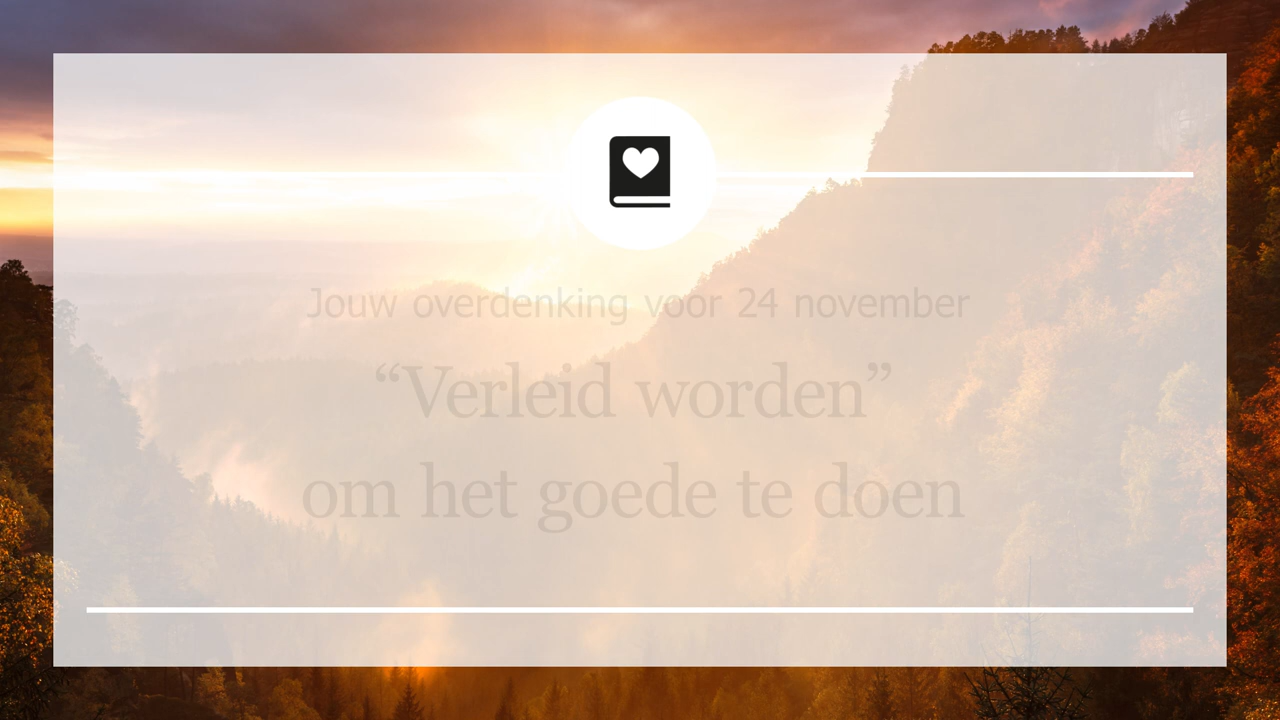 Jouw overdenking voor 24 november
“Verleid worden”
om het goede te doen